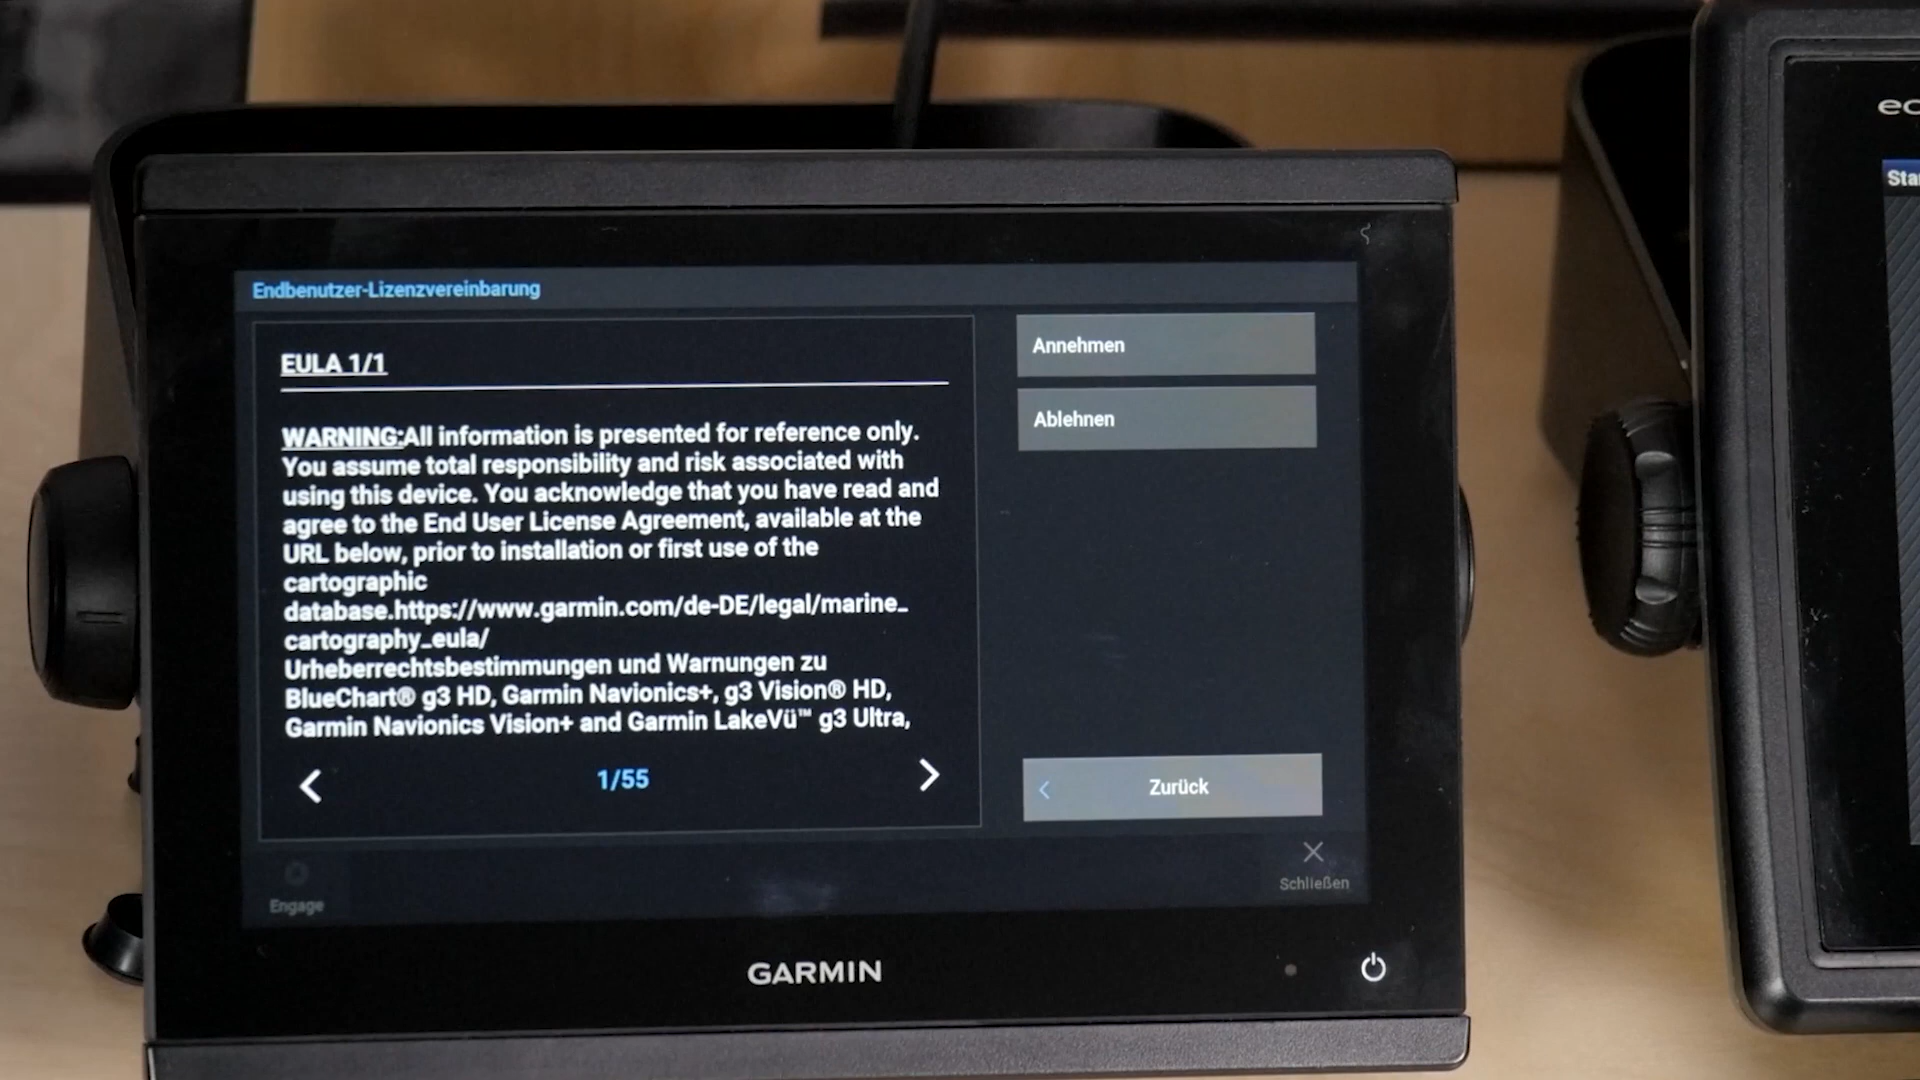 Endbenutzer-Lizenzvereinbarung
EULA 1/1
WARNING:All information is presented for reference only.
You assume total responsibility and risk associated with
using this device. You acknowledge that you have read and
agree to the End User License Agreement, available at the
URL below, prior to installation or first use of the
cartographic
database.https://www.garmin.com/de-DE/legal/marine_
cartography_eula/
Urheberrechtsbestimmungen und Warnungen zu
BlueChart® g3 HD, Garmin Navionics+, g3 Vision® HD,
Garmin Navionics Vision+ and Garmin LakeVü™ g3 Ultra,
1/55
Annehmen
Ablehnen
Zurück
Engage
Schließen
GARMIN